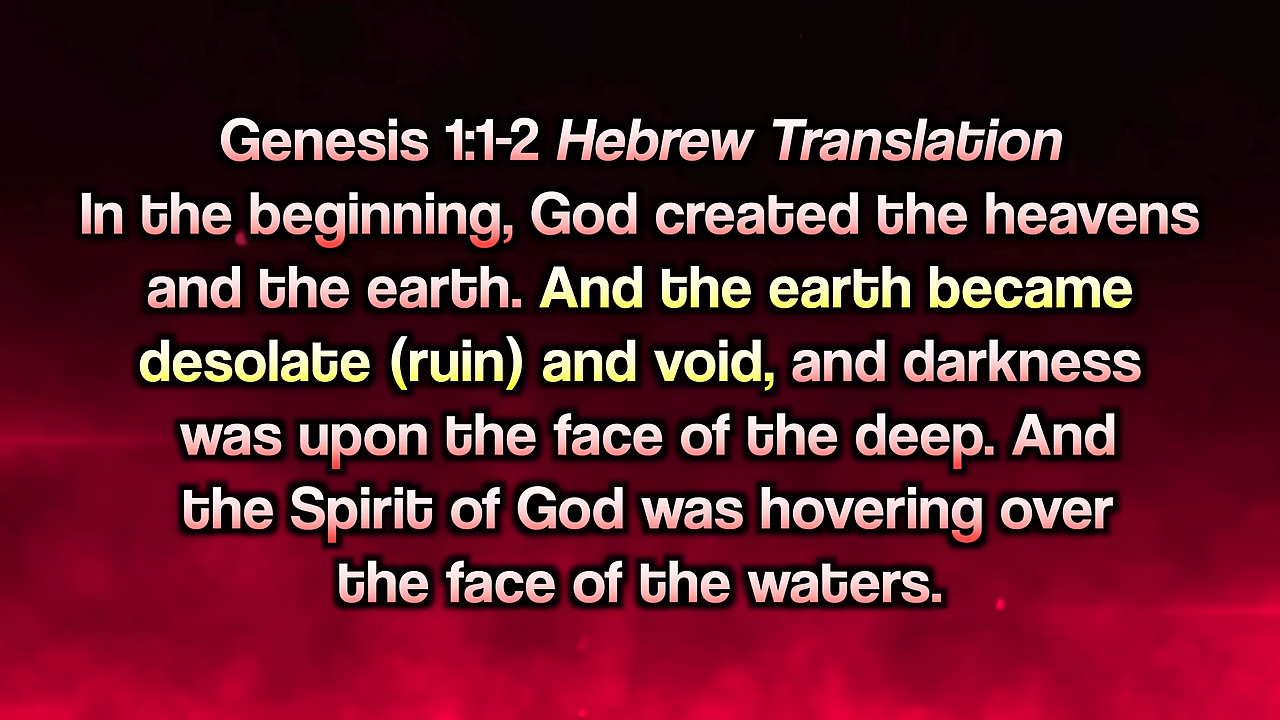 Genesis 1:1-2 Hebrew Translation
In the beginning, God created the heavens
and the earth. And the earth became
desolate (ruin) and void, and darkness
was upon the face of the deep. And
the Spirit of God was hovering over
the face of the waters.